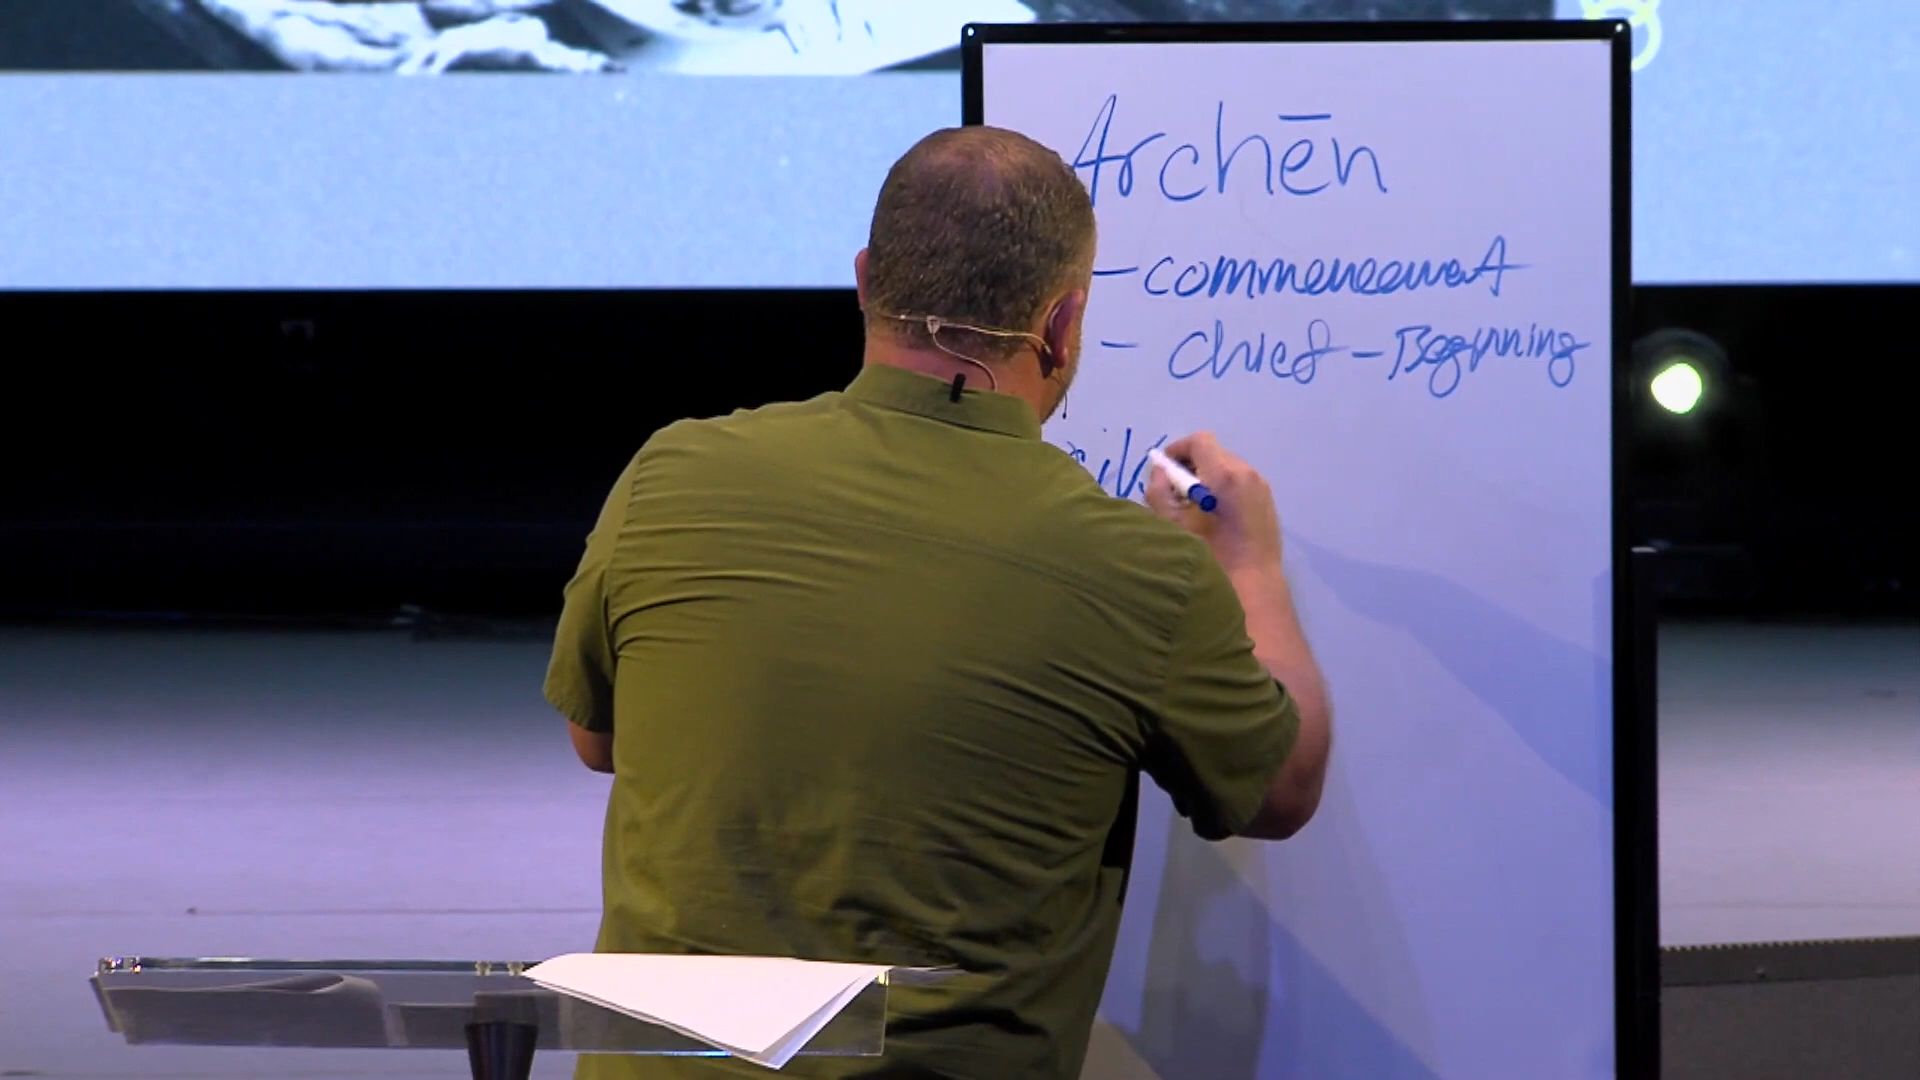 Archēn
- commencement
- chief - Beginning